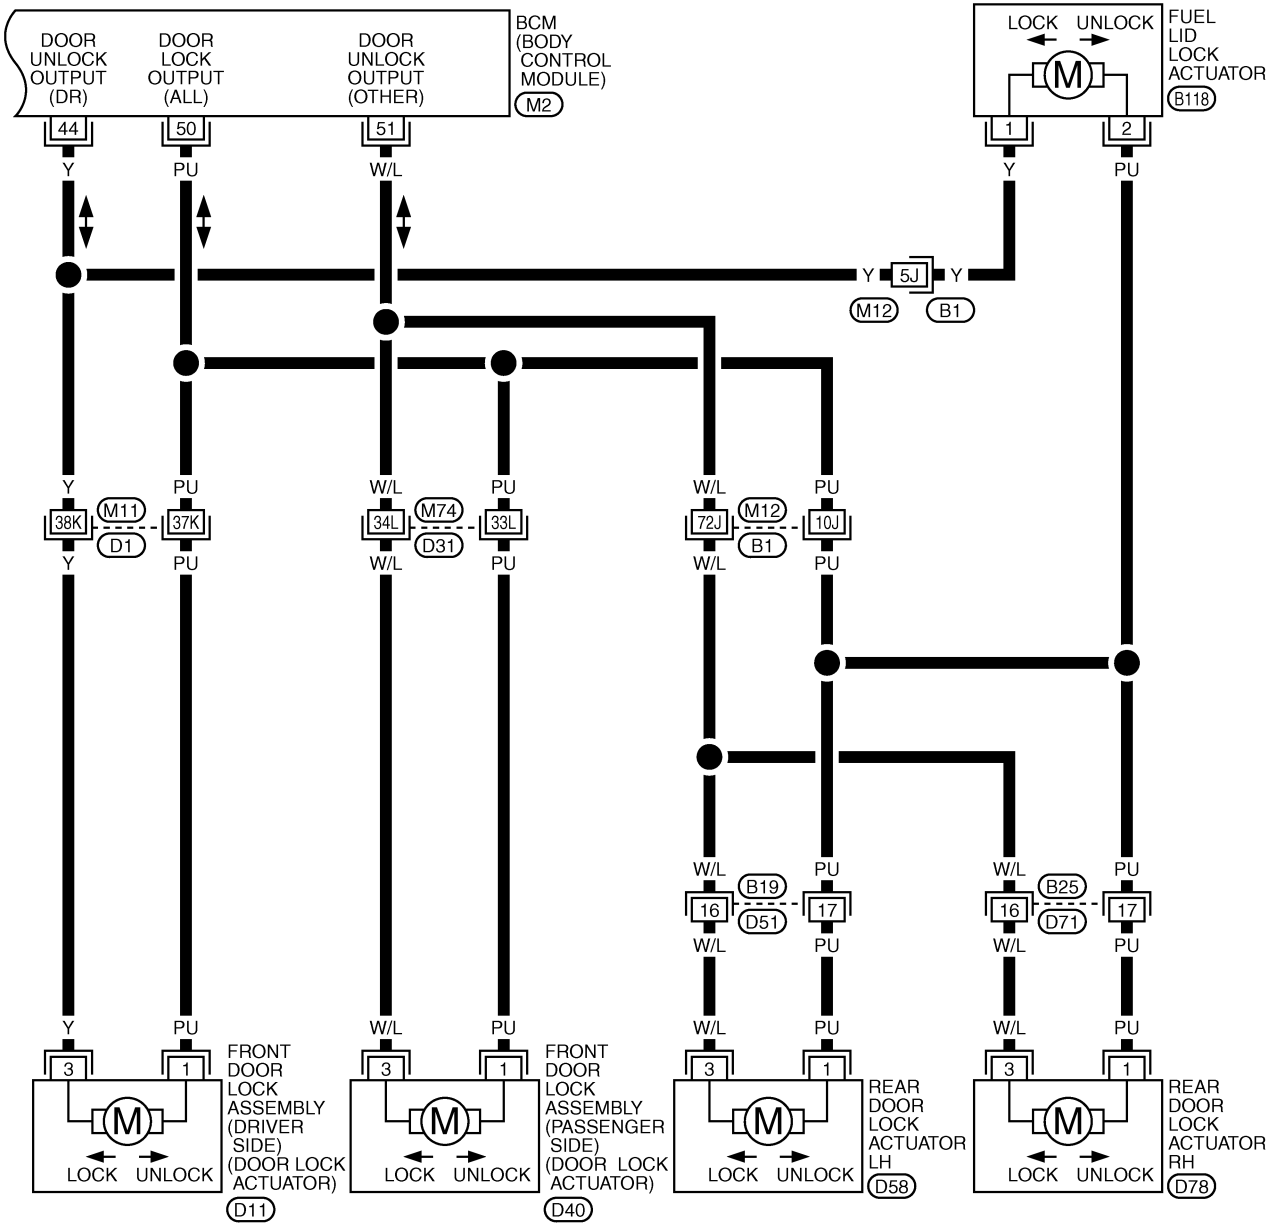 DOOR
UNLOCK
OUTPUT
(DR)
DOOR
LOCK
OUTPUT
(ALL)
DOOR
UNLOCK
OUTPUT
(OTHER)
BCM
(BODY
CONTROL
MODULE)
M2
LOCK UNLOCK
M
FUEL
LID
LOCK
ACTUATOR
B118
44 50 51 1 2
Y PU W/L Y PU
Y 5J Y
M12 B1
Y PU W/L PU W/L PU
38K M11 37K 34L M74 33L 72J M12 10J
D1 D31 B1
Y PU W/L PU W/L PU
W/L PU W/L PU
16 B19 17 16 B25 17
D51 D71
W/L PU W/L PU
Y PU W/L PU W/L PU W/L PU
3 1 3 1 3 1 3 1
M
LOCK UNLOCK
FRONT
DOOR
LOCK
ASSEMBLY
(DRIVER
SIDE)
(DOOR LOCK
ACTUATOR)
D11
M
LOCK UNLOCK
FRONT
DOOR
LOCK
ASSEMBLY
(PASSENGER
SIDE)
(DOOR LOCK
ACTUATOR)
D40
M
LOCK UNLOCK
REAR
DOOR
LOCK
ACTUATOR
LH
D58
M
LOCK UNLOCK
REAR
DOOR
LOCK
ACTUATOR
RH
D78